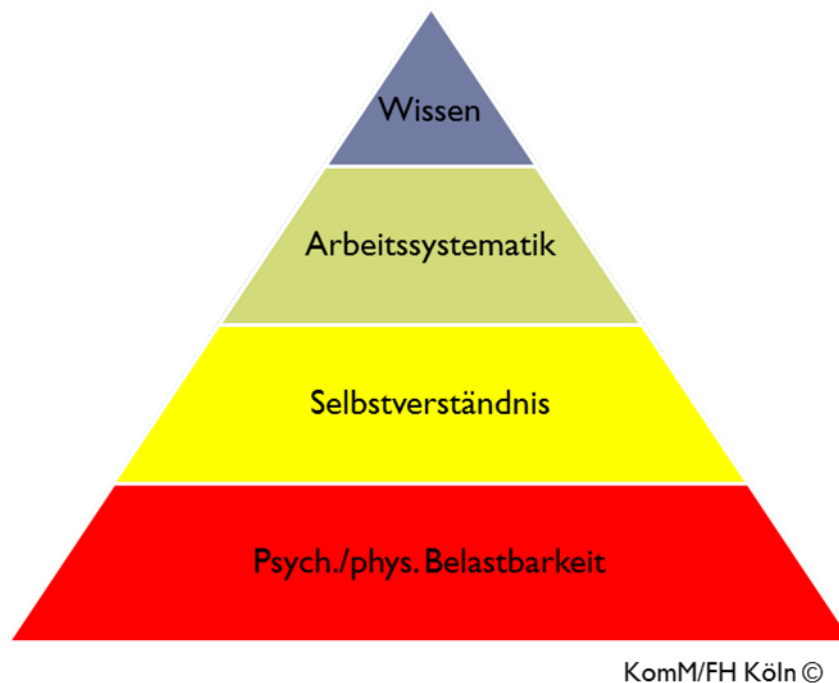 Wissen
Arbeitssystematik
Selbstverständnis
Psych./phys. Belastbarkeit
KomM/FH Köln ©